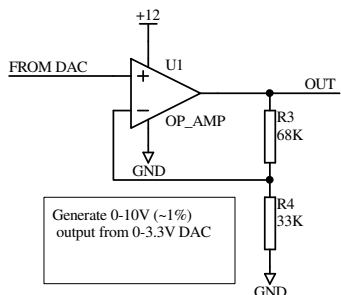 +12
U1
FROM DAC
OUT
OP_AMP
R3
68K
GND
R4
33K
Generate 0-10V (~1%)
output from 0-3.3V DAC
GND